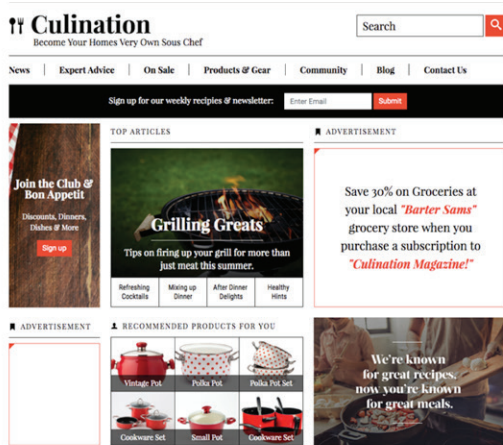 Culination
Become Your Homes Very Own Sous Chef
Search
News
Expert Advice
On Sale
Products & Gear
Community
Blog
Contact Us
Sign up for our weekly recipies & newsletter:
Enter Email
Submit
Join the Club &
Bon Appetit
Discounts, Dinners,
Dishes & More
Sign up
TOP ARTICLES
Grilling Greats
Tips on firing up your grill for more than
just meat this summer.
Refreshing
Cocktails
Mixing up
Dinner
After Dinner
Delights
Healthy
Hints
ADVERTISEMENT
Save 30% on Groceries at
your local "Barter Sams"
grocery store when you
purchase a subscription to
"Culination Magazine!"
ADVERTISEMENT
RECOMMENDED PRODUCTS FOR YOU
Vintage Pot
Polka Pot
Polka Pot Set
Cookware Set
Small Pot
Cookware Set
We're known
for great recipes,
now you're known
for great meals.